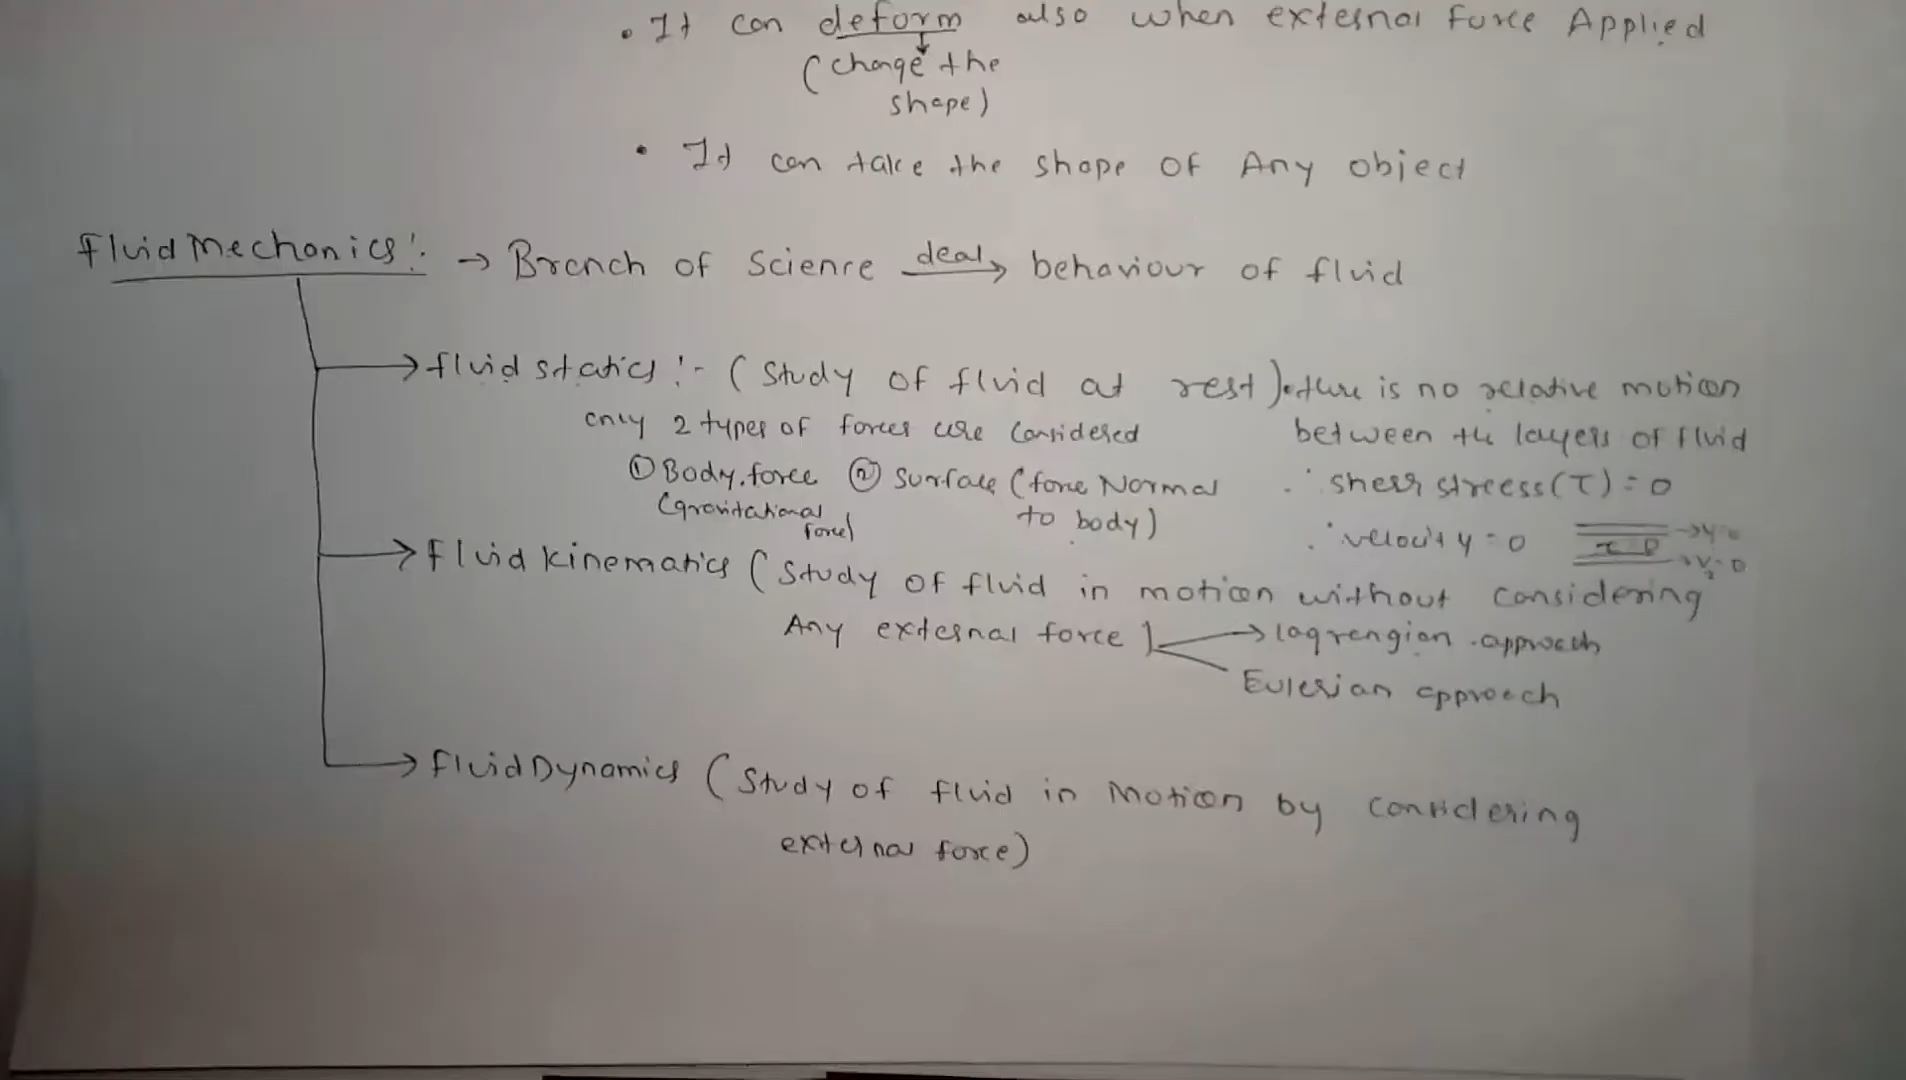 • It can deform also when external force Applied
(change the
shape)
• It can take the shape of Any object
fluid Mechanics :- → Branch of science deal → behaviour of fluid
→ fluid statics :- (Study of fluid at rest) • there is no relative motion
only 2 types of forces are considered between the layers of fluid
① Body force ② Surface (force Normal ∴ shear streess (τ) = 0
(gravitational to body)
force) ∴ velocity = 0
→ fluid kinematics (Study of fluid in motion without considering
Any external force) → lagrengian approach
Eulerian approach
→ fluid Dynamics (Study of fluid in Motion by considering
external force)